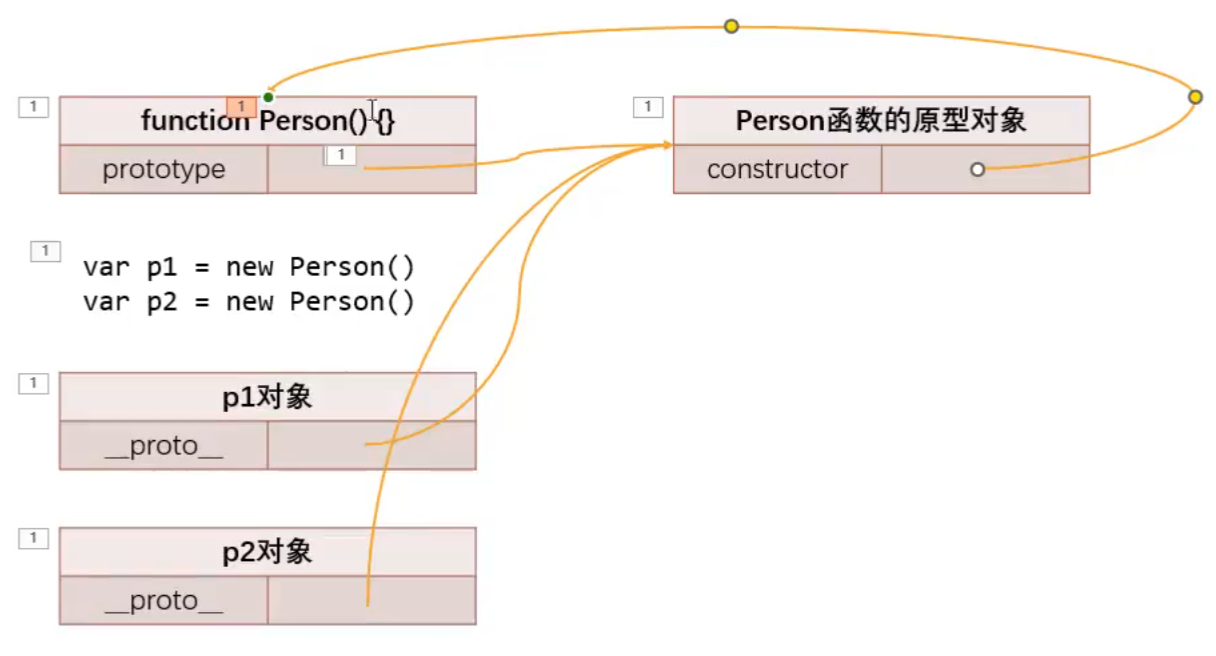 1
1
function Person() {}
1
Person函数的原型对象
prototype
1
constructor
1
var p1 = new Person()
var p2 = new Person()
1
p1对象
__proto__
1
p2对象
__proto__